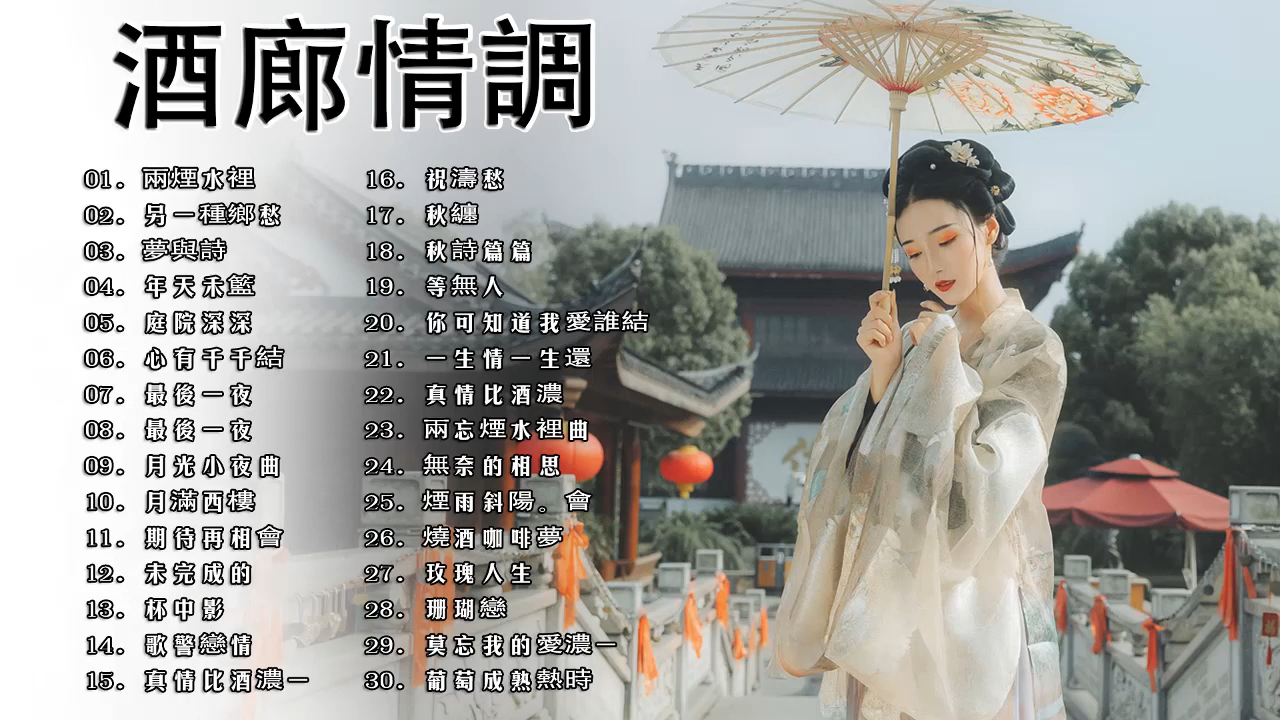 酒廊情調
01. 兩煙水裡
02. 另一種鄉愁
03. 夢與詩
04. 年天禾籃
05. 庭院深深
06. 心有千千結
07. 最後一夜
08. 最後一夜
09. 月光小夜曲
10. 月滿西樓
11. 期待再相會
12. 未完成的
13. 杯中影
14. 歌聲戀情
15. 真情比酒濃一
16. 祝濤愁
17. 秋纏
18. 秋詩篇篇
19. 等無人
20. 你可知道我愛誰結
21. 一生情一生還
22. 真情比酒濃
23. 兩忘煙水裡曲
24. 無奈的相思
25. 煙雨斜陽。會
26. 燒酒咖啡夢
27. 玫瑰人生
28. 珊瑚戀
29. 莫忘我的愛濃一
30. 葡萄成熟熱時